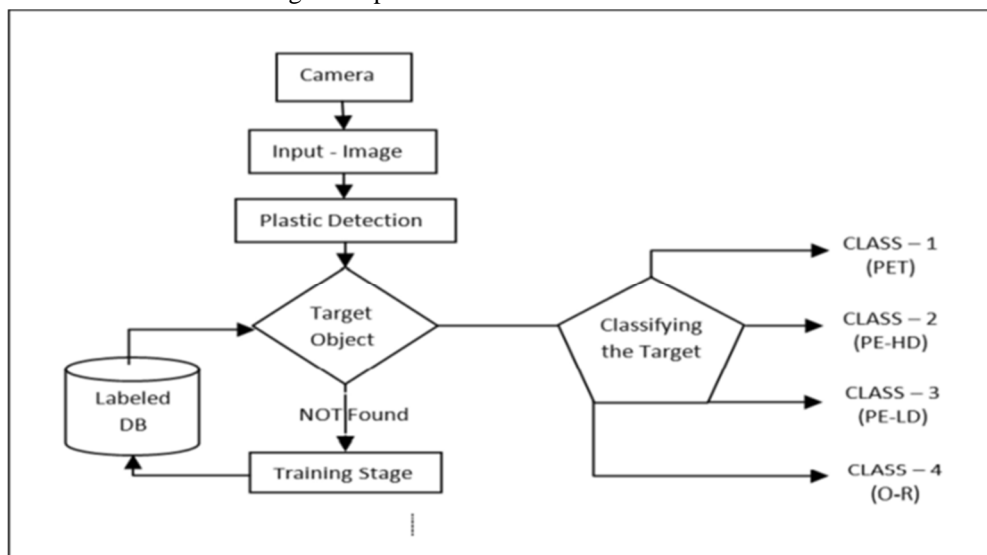 Camera
Input - Image
Plastic Detection
Target
Object
NOT Found
Training Stage
Labeled
DB
Classifying
the Target
CLASS – 1
(PET)
CLASS – 2
(PE-HD)
CLASS – 3
(PE-LD)
CLASS – 4
(O-R)